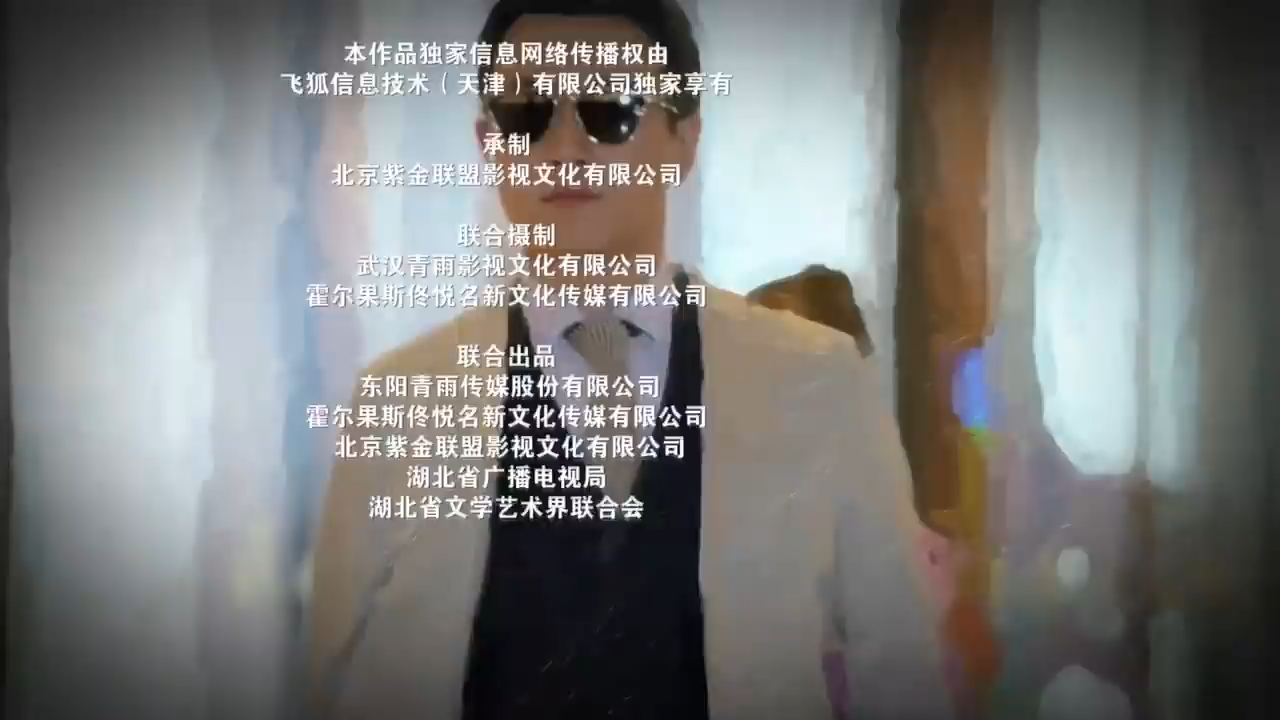 本作品独家信息网络传播权由
飞狐信息技术（天津）有限公司独家享有
承制
北京紫金联盟影视文化有限公司
联合摄制
武汉青雨影视文化有限公司
霍尔果斯佟悦名新文化传媒有限公司
联合出品
东阳青雨传媒股份有限公司
霍尔果斯佟悦名新文化传媒有限公司
北京紫金联盟影视文化有限公司
湖北省广播电视局
湖北省文学艺术界联合会